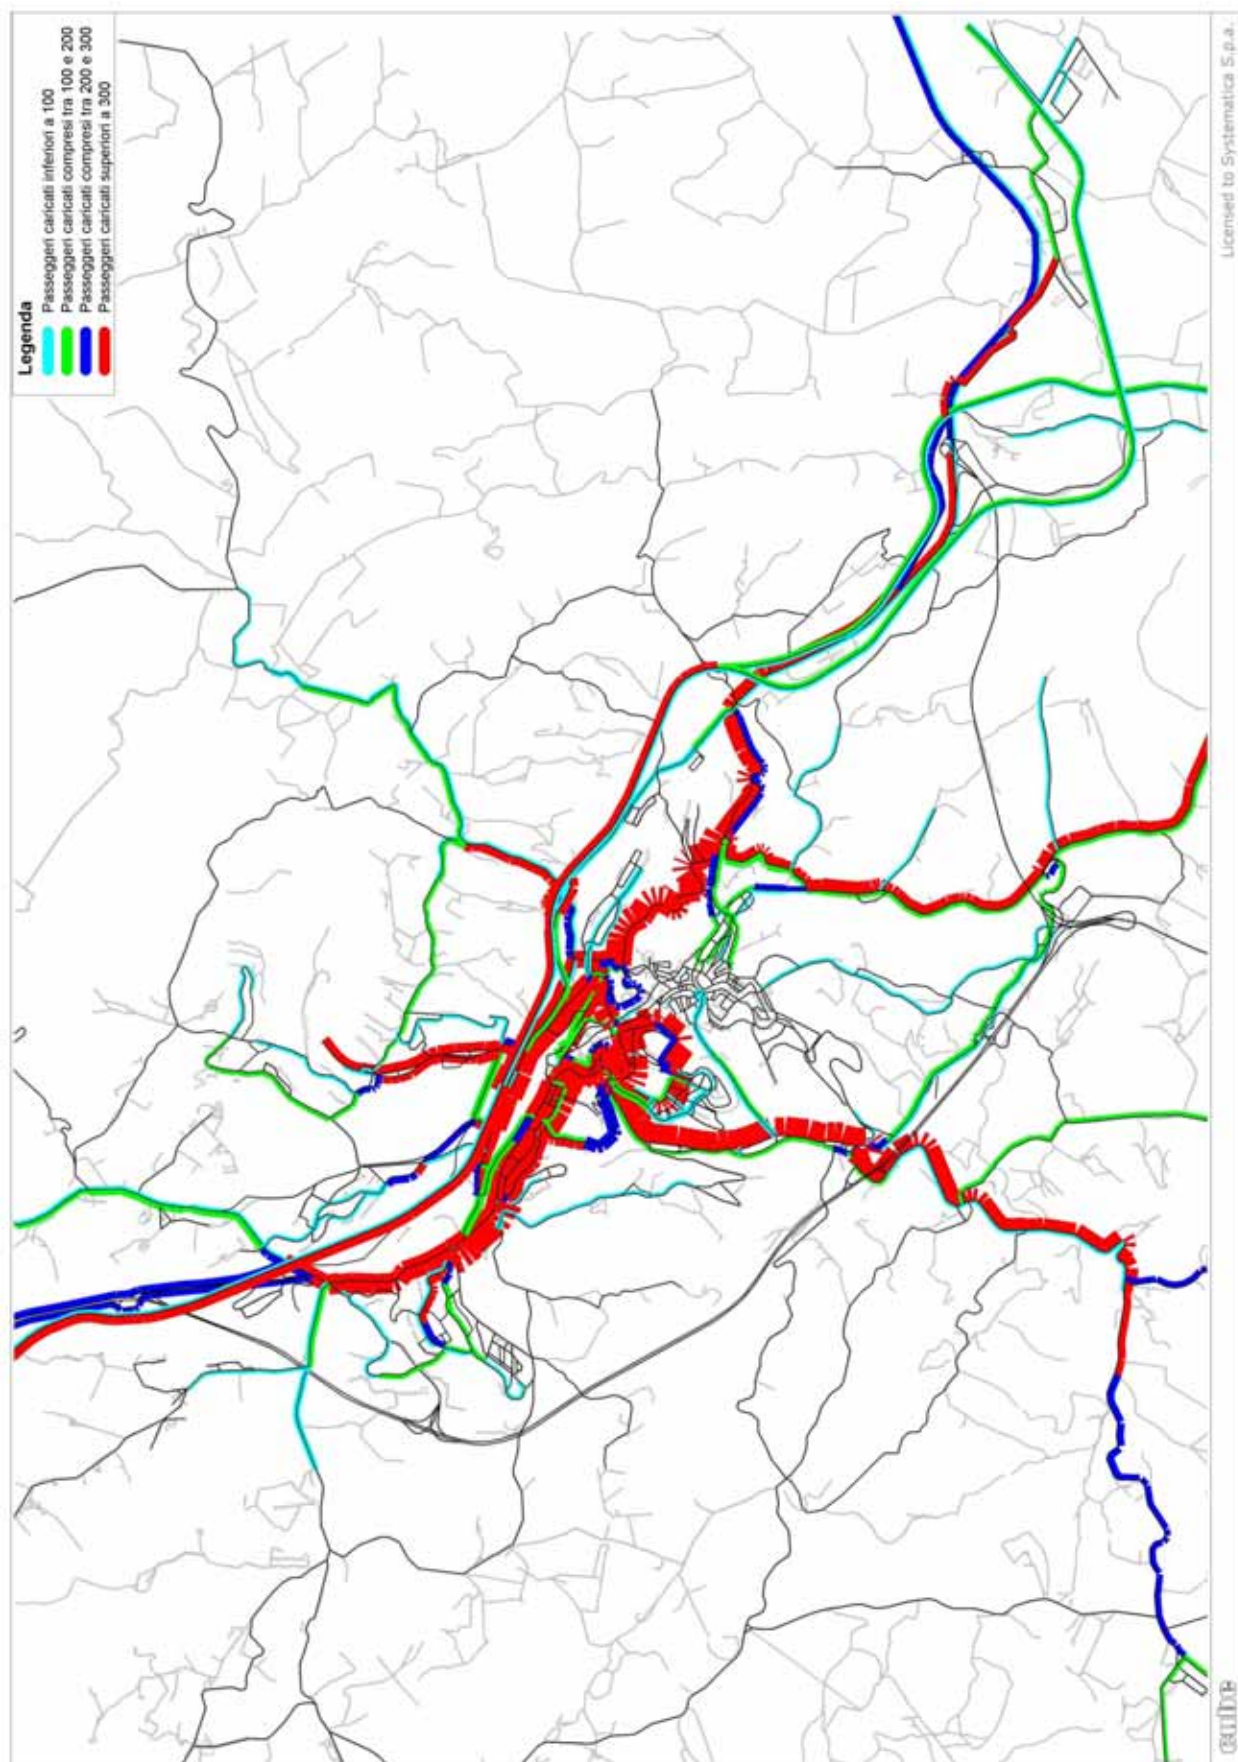 Legenda
Passeggeri caricati inferiori a 100
Passeggeri caricati compresi tra 100 e 200
Passeggeri caricati compresi tra 200 e 300
Passeggeri caricati superiori a 300
Licensed to Systematica S.p.a.
cube